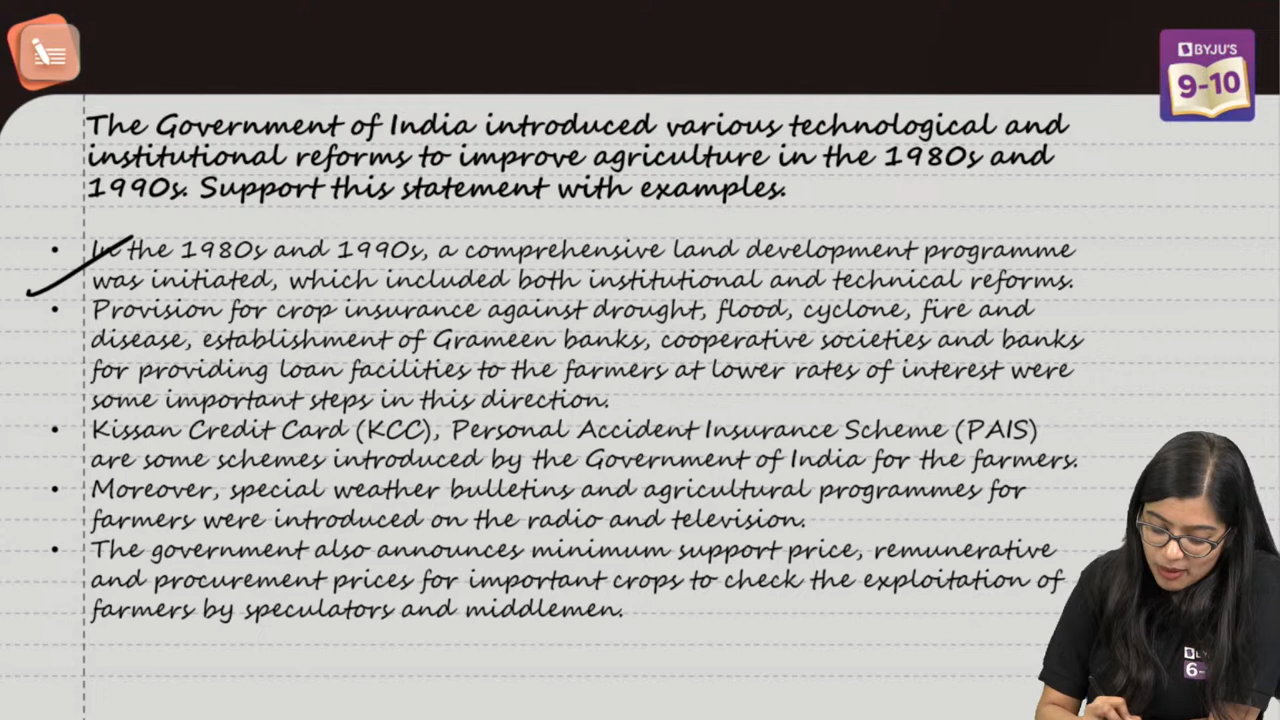 BYJU'S
9-10
The Government of India introduced various technological and
institutional reforms to improve agriculture in the 1980s and
1990s. Support this statement with examples.
• In the 1980s and 1990s, a comprehensive land development programme
was initiated, which included both institutional and technical reforms.
• Provision for crop insurance against drought, flood, cyclone, fire and
disease, establishment of Grameen banks, cooperative societies and banks
for providing loan facilities to the farmers at lower rates of interest were
some important steps in this direction.
• Kissan Credit Card (KCC), Personal Accident Insurance Scheme (PAIS)
are some schemes introduced by the Government of India for the farmers.
• Moreover, special weather bulletins and agricultural programmes for
farmers were introduced on the radio and television.
• The government also announces minimum support price, remunerative
and procurement prices for important crops to check the exploitation of
farmers by speculators and middlemen.
6-